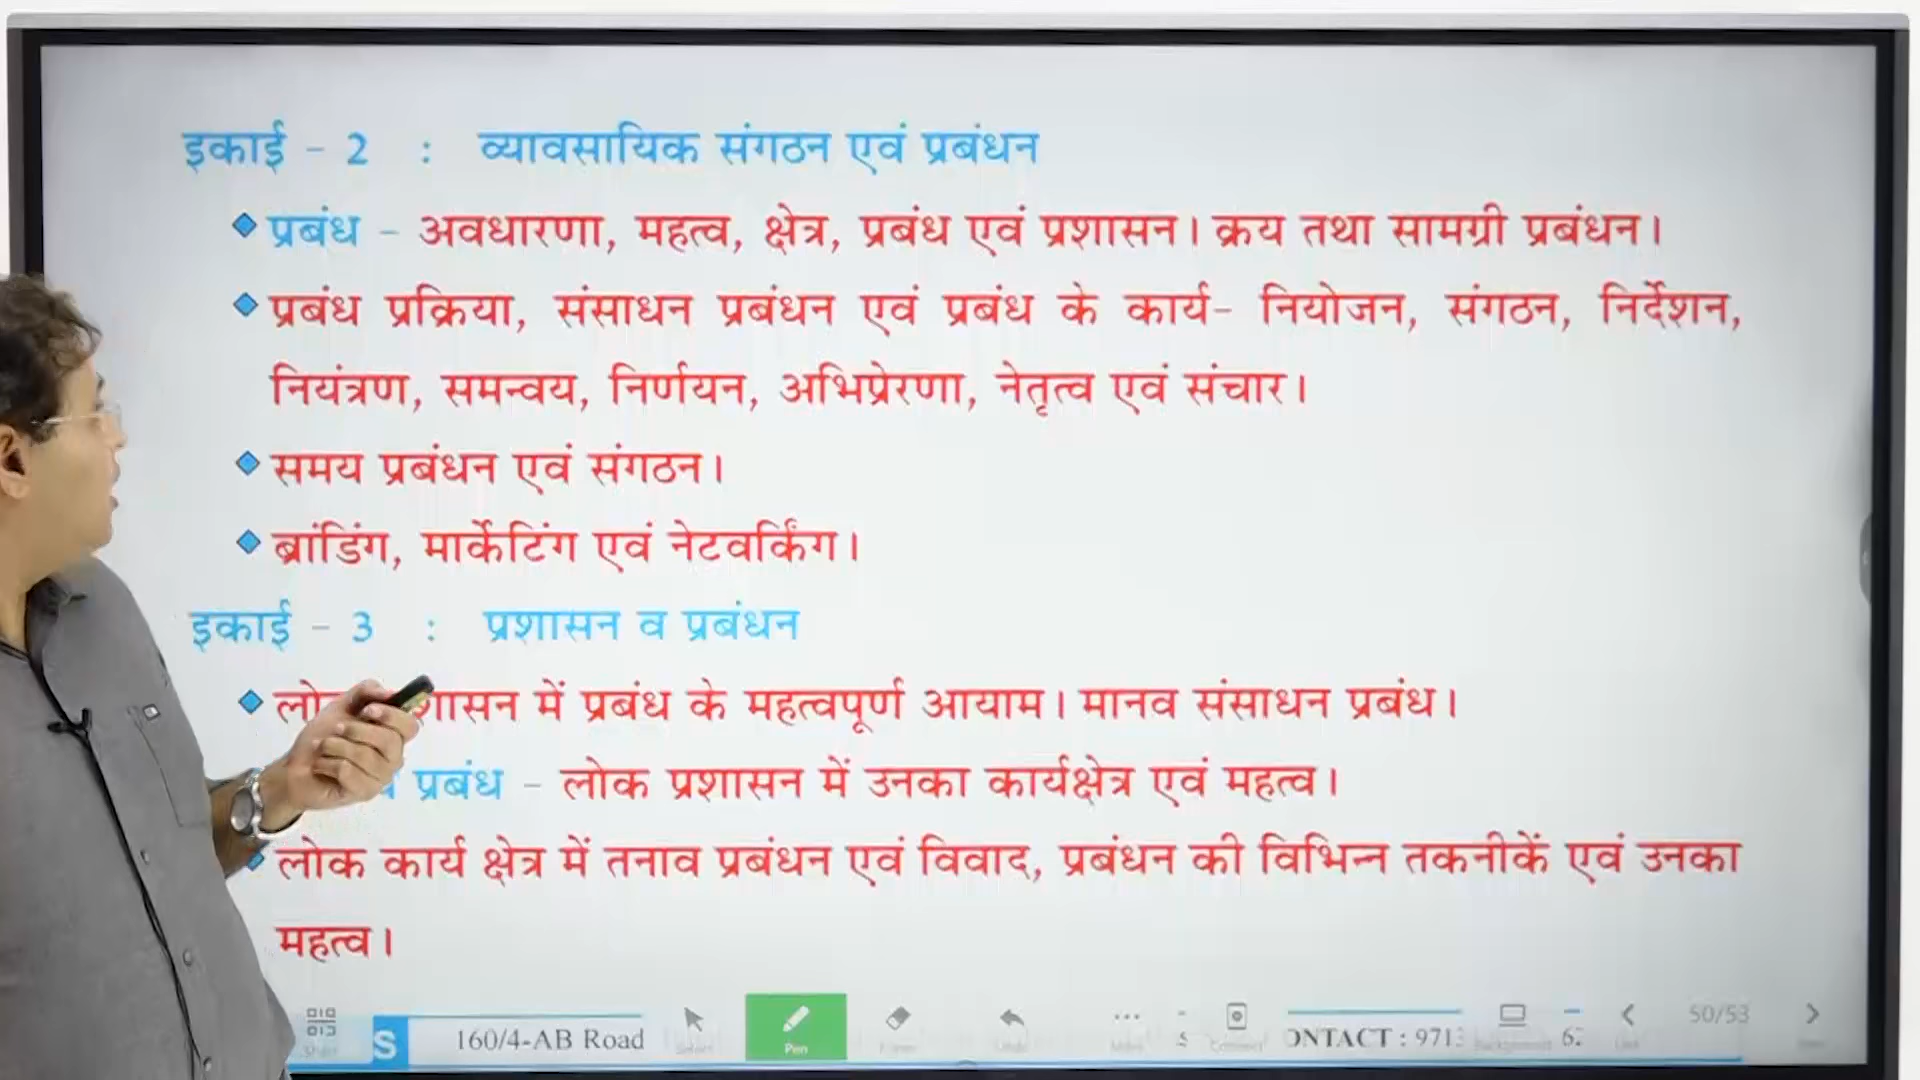 इकाई - 2 : व्यावसायिक संगठन एवं प्रबंधन
प्रबंध - अवधारणा, महत्व, क्षेत्र, प्रबंध एवं प्रशासन। क्रय तथा सामग्री प्रबंधन।
प्रबंध प्रक्रिया, संसाधन प्रबंधन एवं प्रबंध के कार्य- नियोजन, संगठन, निर्देशन,
नियंत्रण, समन्वय, निर्णयन, अभिप्रेरणा, नेतृत्व एवं संचार।
समय प्रबंधन एवं संगठन।
ब्रांडिंग, मार्केटिंग एवं नेटवर्किंग।
इकाई - 3 : प्रशासन व प्रबंधन
में प्रबंध के महत्वपूर्ण आयाम। मानव संसाधन प्रबंध।
प्रबंध - लोक प्रशासन में उनका कार्यक्षेत्र एवं महत्व।
लोक कार्य क्षेत्र में तनाव प्रबंधन एवं विवाद, प्रबंधन की विभिन्न तकनीकें एवं उनका
महत्व।
S 160/4-AB Road Select Pen Undo ONTACT : 971 50/53